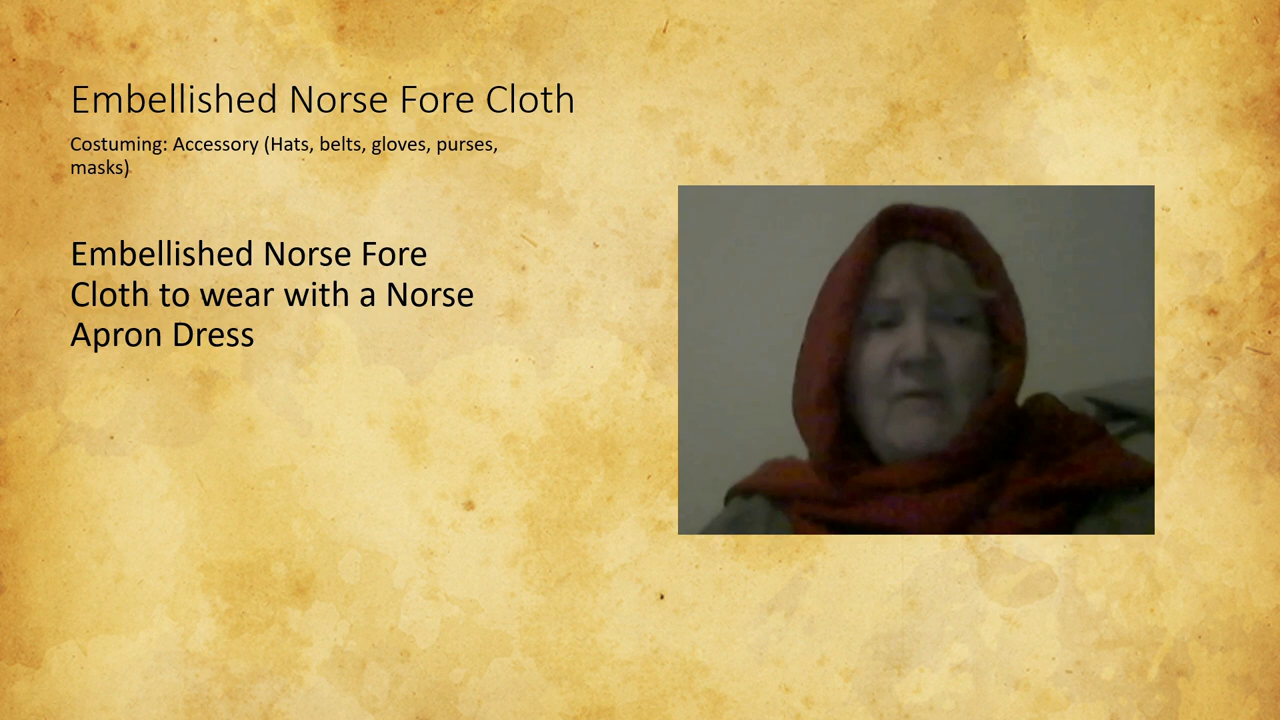 Embellished Norse Fore Cloth
Costuming: Accessory (Hats, belts, gloves, purses,
masks)
Embellished Norse Fore
Cloth to wear with a Norse
Apron Dress